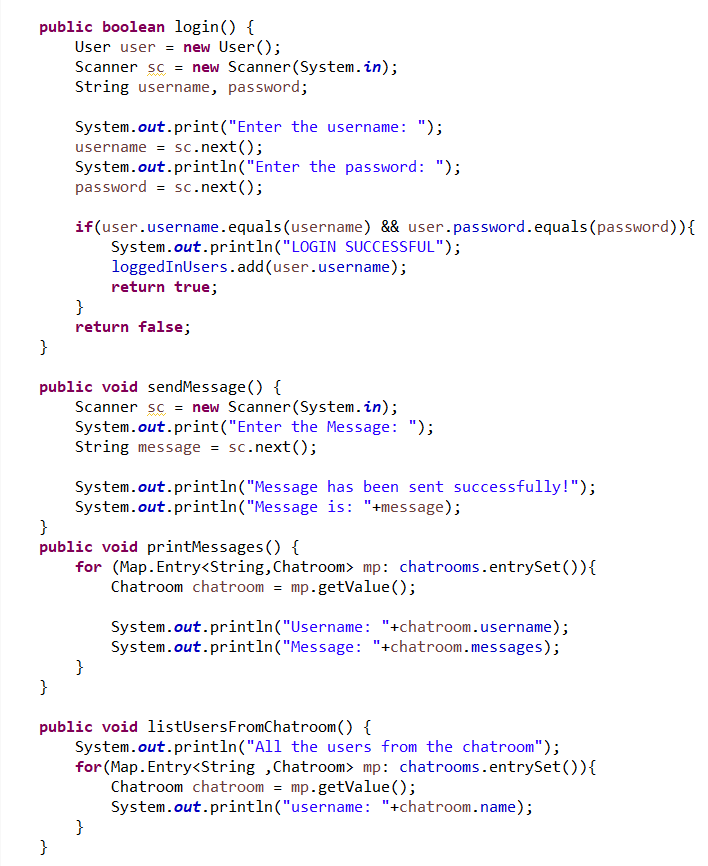 public boolean login() {
    User user = new User();
    Scanner sc = new Scanner(System.in);
    String username, password;

    System.out.print("Enter the username: ");
    username = sc.next();
    System.out.println("Enter the password: ");
    password = sc.next();

    if(user.username.equals(username) && user.password.equals(password)){
        System.out.println("LOGIN SUCCESSFUL");
        loggedInUsers.add(user.username);
        return true;
    }
    return false;
}

public void sendMessage() {
    Scanner sc = new Scanner(System.in);
    System.out.print("Enter the Message: ");
    String message = sc.next();

    System.out.println("Message has been sent successfully!");
    System.out.println("Message is: "+message);
}
public void printMessages() {
    for (Map.Entry<String,Chatroom> mp: chatrooms.entrySet()){
        Chatroom chatroom = mp.getValue();

        System.out.println("Username: "+chatroom.username);
        System.out.println("Message: "+chatroom.messages);
    }
}

public void listUsersFromChatroom() {
    System.out.println("All the users from the chatroom");
    for(Map.Entry<String ,Chatroom> mp: chatrooms.entrySet()){
        Chatroom chatroom = mp.getValue();
        System.out.println("username: "+chatroom.name);
    }
}